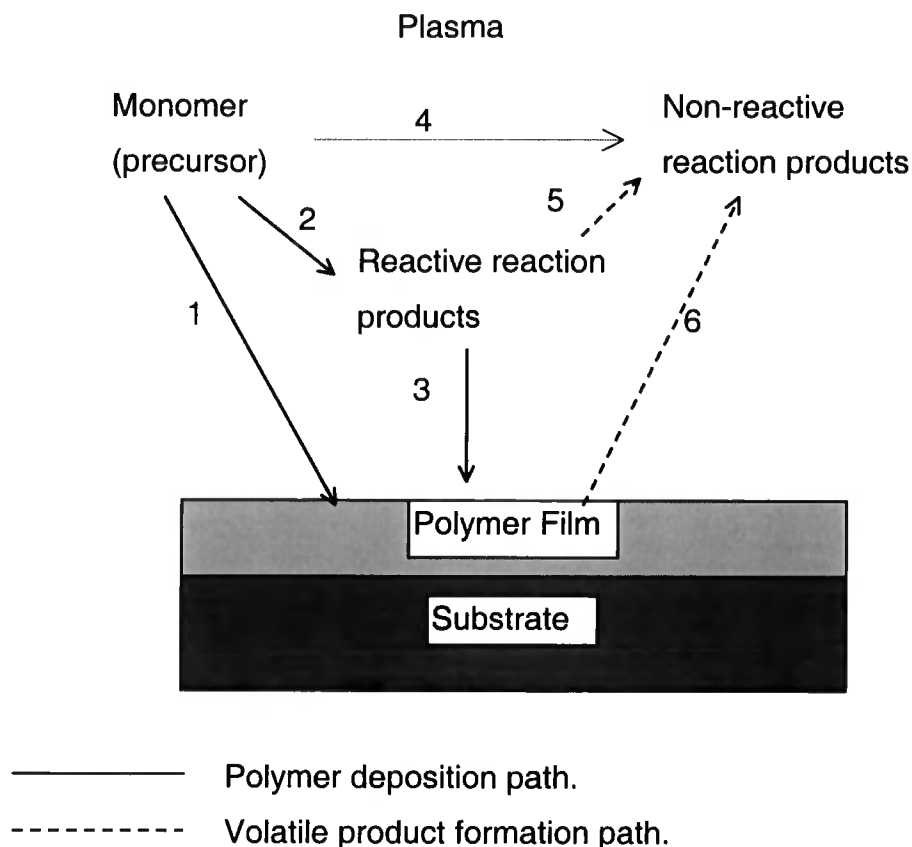 Plasma
Monomer
(precursor)
4
Non-reactive
reaction products
2
5
Reactive reaction
products
1
6
3
Polymer Film
Substrate
Polymer deposition path.
Volatile product formation path.